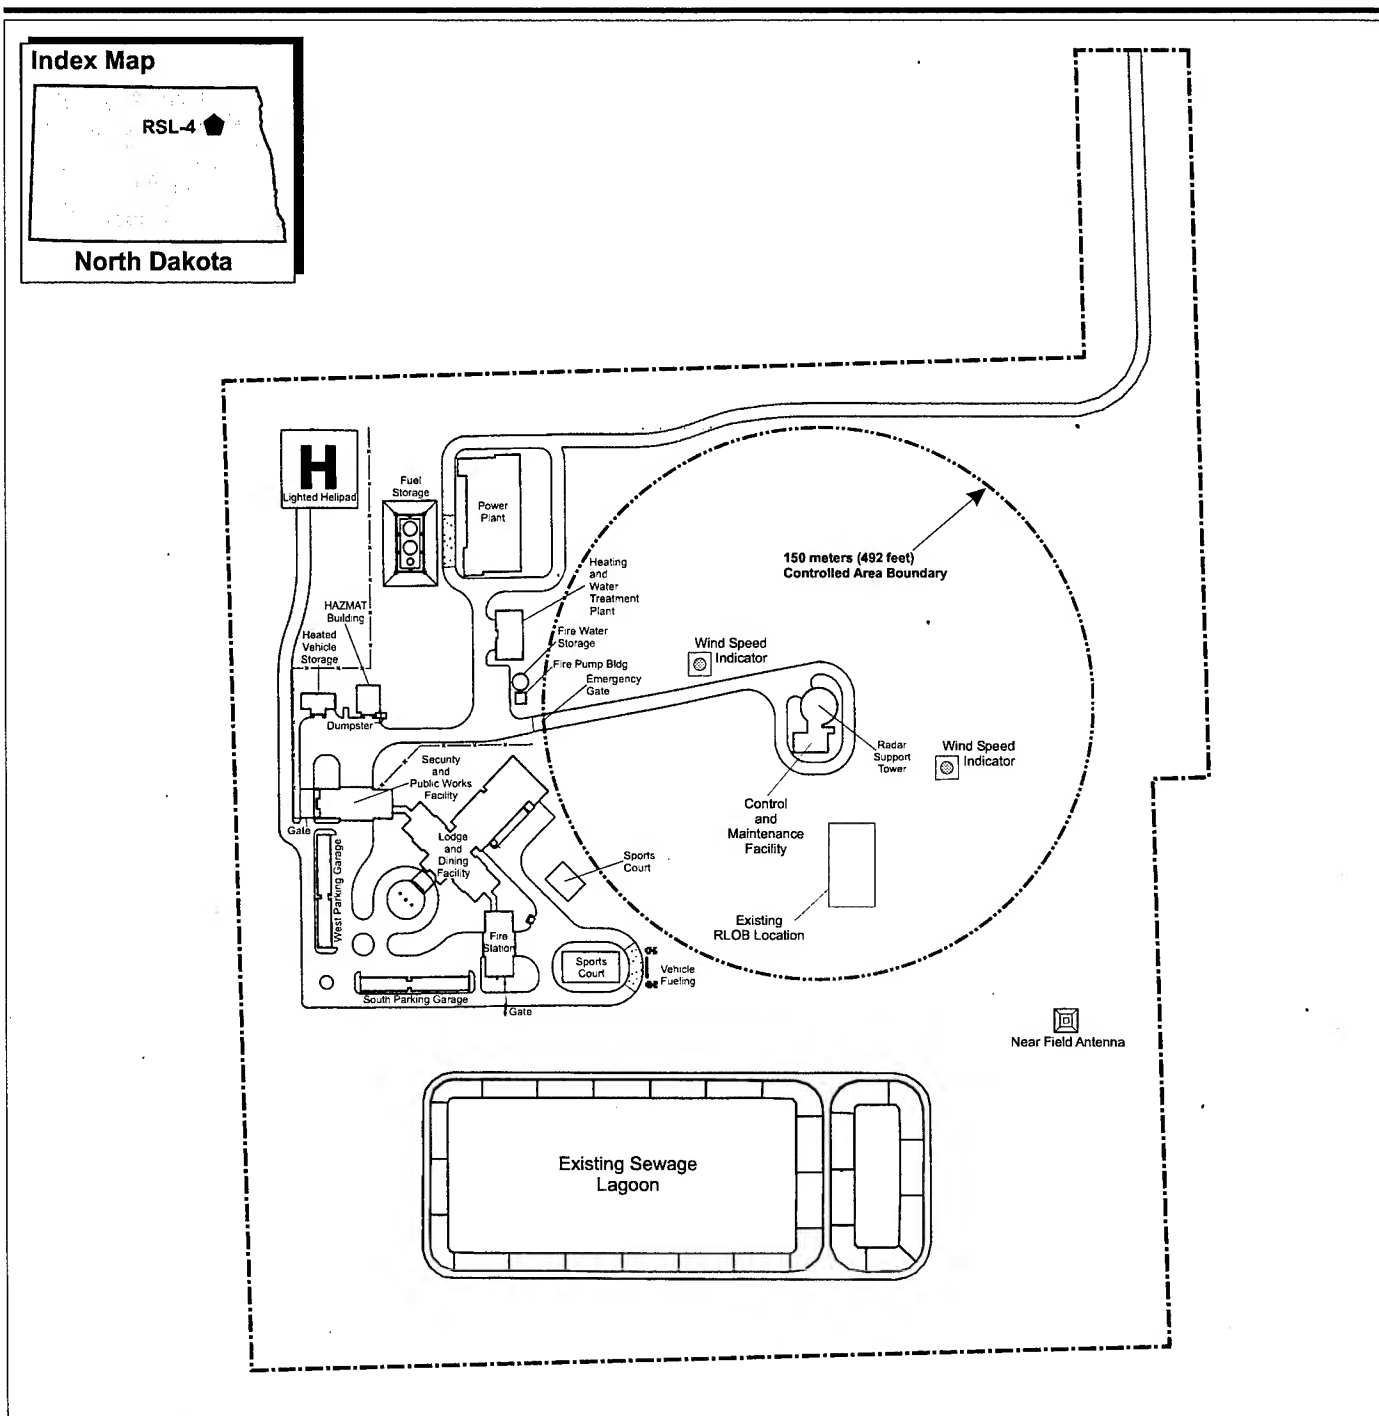 Index Map
RSL-4
North Dakota
H
Lighted Helipad
Fuel
Storage
Power
Plant
150 meters (492 feet)
Controlled Area Boundary
Heating
and
Water
Treatment
Plant
HAZMAT
Building
Heated
Vehicle
Storage
Fire Water
Storage
Wind Speed
Indicator
Fire Pump Bldg
Emergency
Gate
Dumpster
Radar
Support
Tower
Wind Speed
Indicator
Security
and
Public Works
Facility
Control
and
Maintenance
Facility
Gate
Lodge
and
Dining
Facility
Sports
Court
West Parking Garage
Existing
RLOB Location
Fire
Station
Sports
Court
Vehicle
Fueling
South Parking Garage
Gate
Near Field Antenna
Existing Sewage
Lagoon